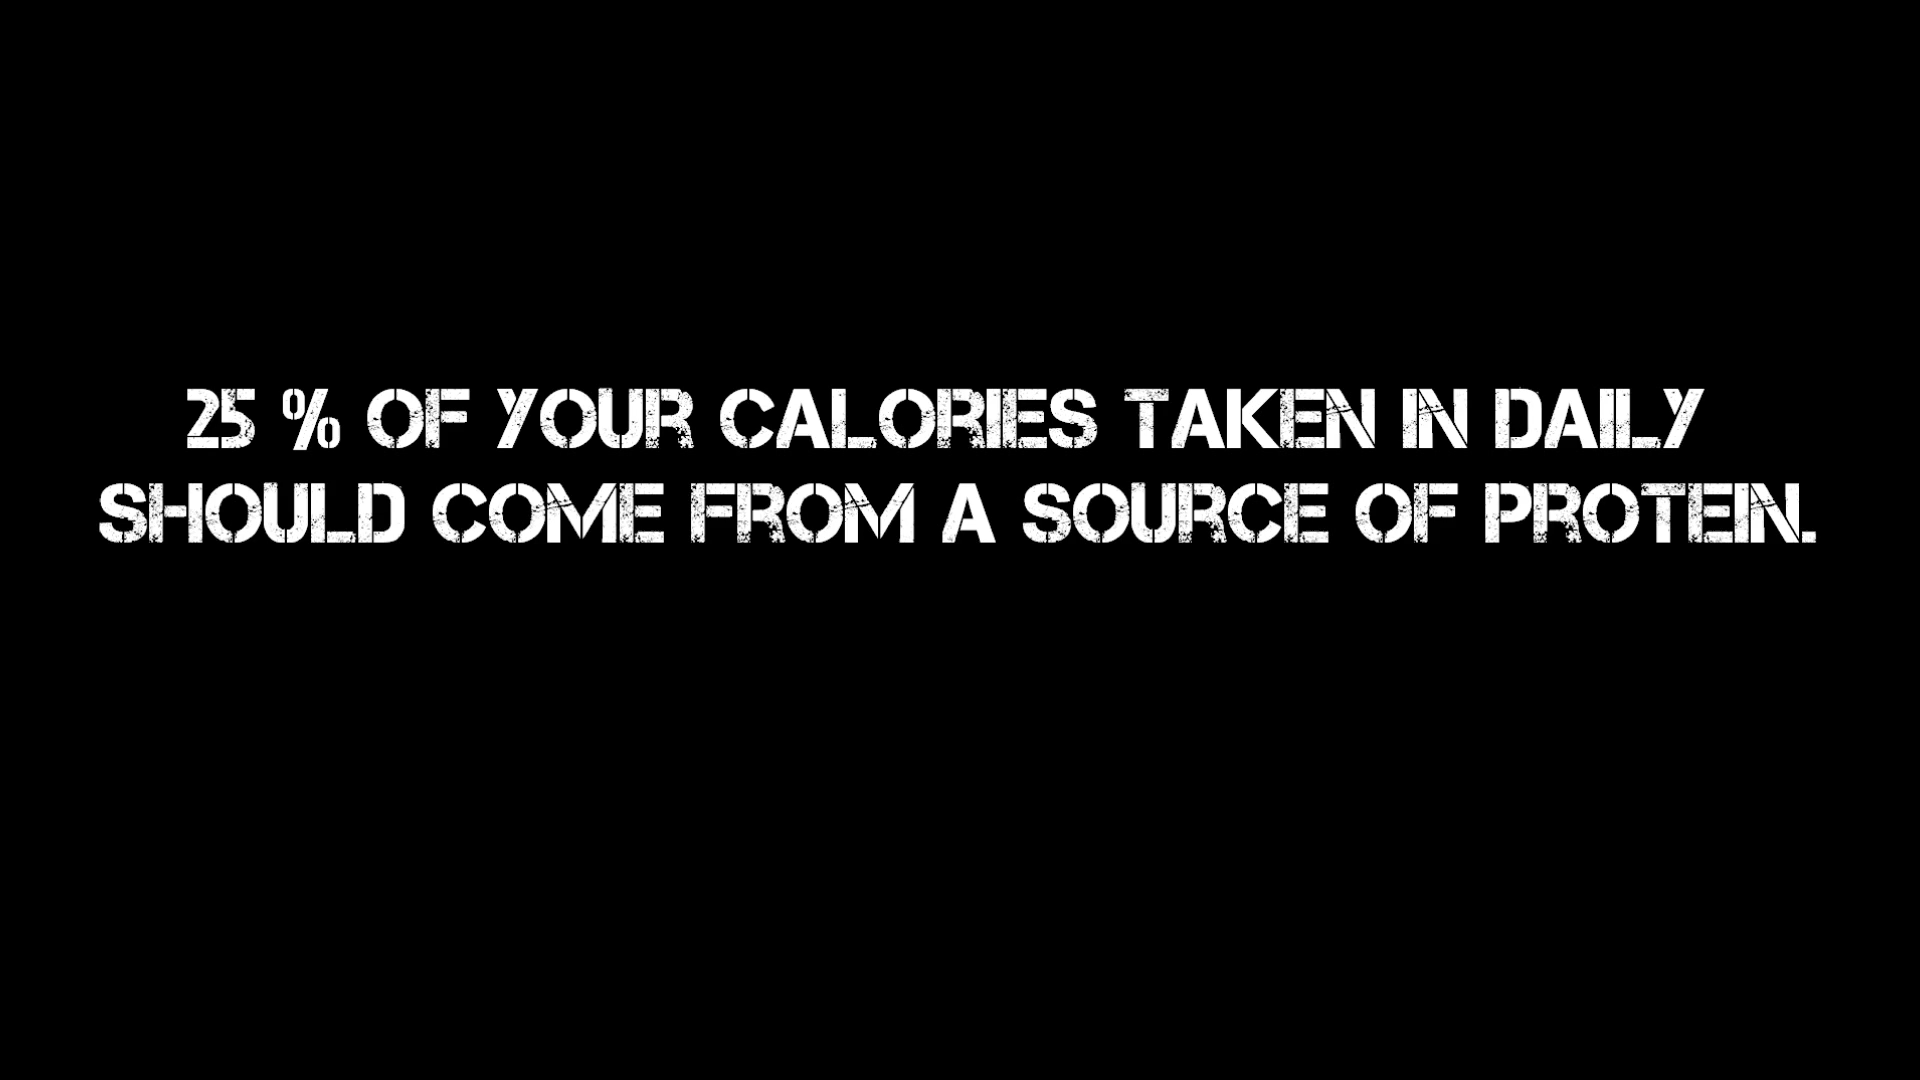 25 % OF YOUR CALORIES TAKEN IN DAILY
SHOULD COME FROM A SOURCE OF PROTEIN.